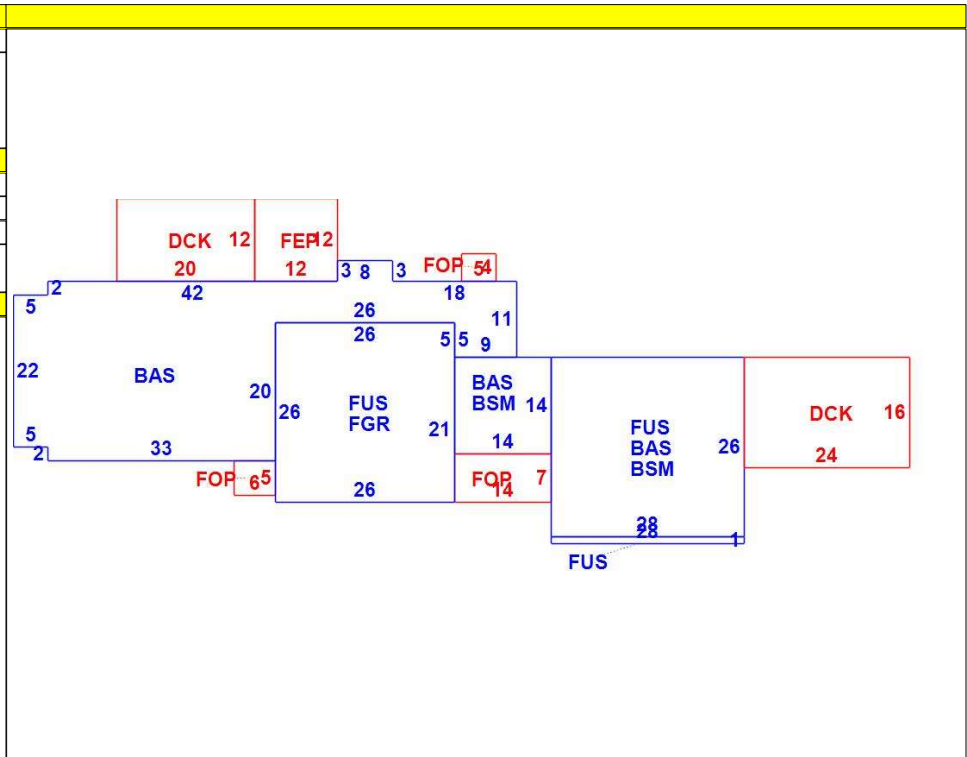 DCK 12 FEP 12
20 12 3 8 3 FOP 5 4
2 42 18
5 26 11
26 5 5 9
22 BAS 20 26 FUS BAS 14 DCK 16
FGR BSM FUS
21 BAS 26
5 33 14 BSM 24
2 FOP 6 5 FOP 7
26 14
28
28 1
FUS